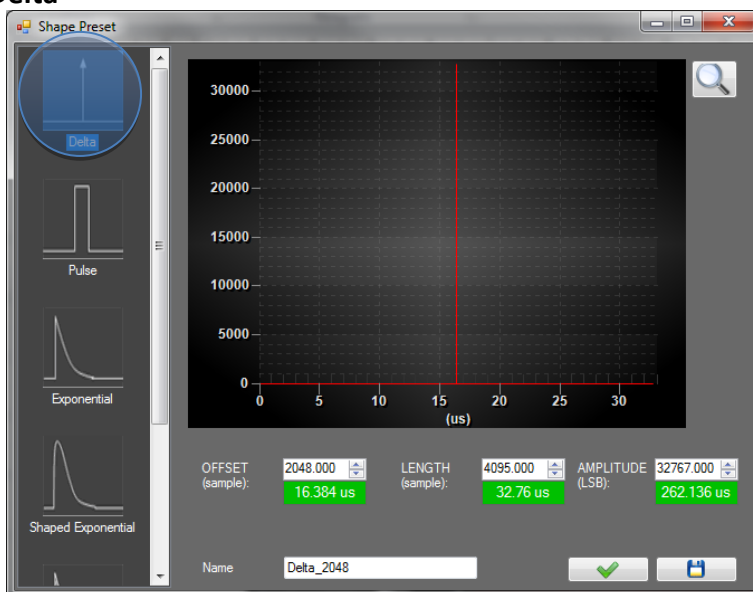 Delta
Shape Preset
Delta
Pulse
Exponential
Shaped Exponential
30000
25000
20000
15000
10000
5000
0
0 5 10 15 20 25 30
(us)
OFFSET (sample): 2048.000 16.384 us
LENGTH (sample): 4095.000 32.76 us
AMPLITUDE (LSB): 32767.000 262.136 us
Name Delta_2048